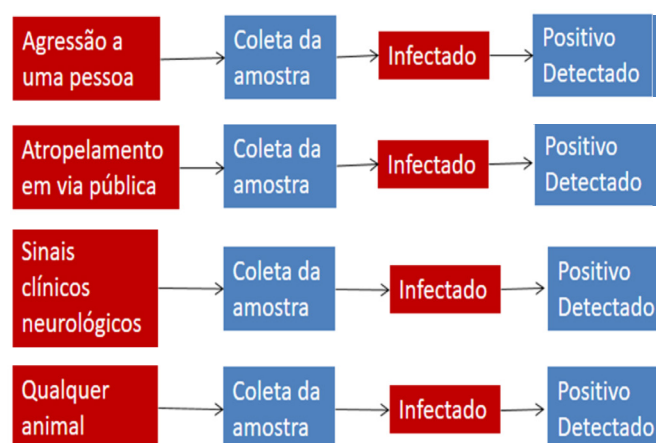 Agressão a
uma pessoa
Coleta da
amostra
Infectado
Positivo
Detectado
Atropelamento
em via pública
Coleta da
amostra
Infectado
Positivo
Detectado
Sinais
clínicos
neurológicos
Coleta da
amostra
Infectado
Positivo
Detectado
Qualquer
animal
Coleta da
amostra
Infectado
Positivo
Detectado